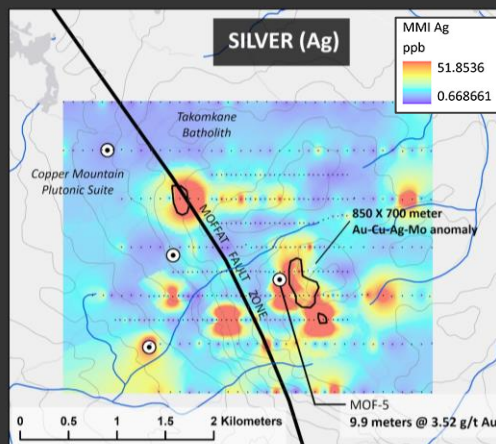 SILVER (Ag)
MMI Ag
ppb
51.8536
0.668661
Takomkane
Batholith
Copper Mountain
Plutonic Suite
MOFFAT FAULT ZONE
850 X 700 meter
Au-Cu-Ag-Mo anomaly
MOF-5
9.9 meters @ 3.52 g/t Au
0 0.5 1 1.5 2 Kilometers